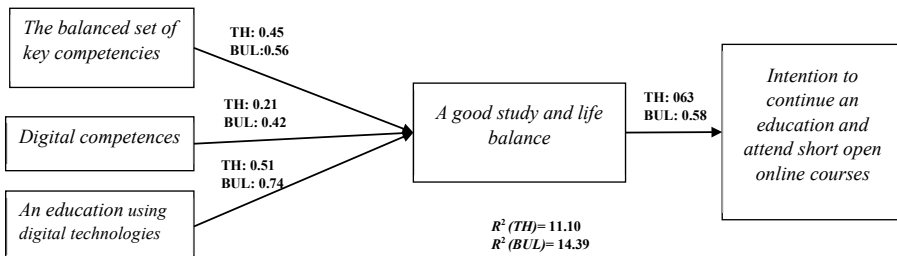 The balanced set of
key competencies
TH: 0.45
BUL:0.56
Digital competences
TH: 0.21
BUL: 0.42
An education using
digital technologies
TH: 0.51
BUL: 0.74
A good study and life
balance
TH: 063
BUL: 0.58
Intention to
continue an
education and
attend short open
online courses
R² (TH)= 11.10
R² (BUL)= 14.39